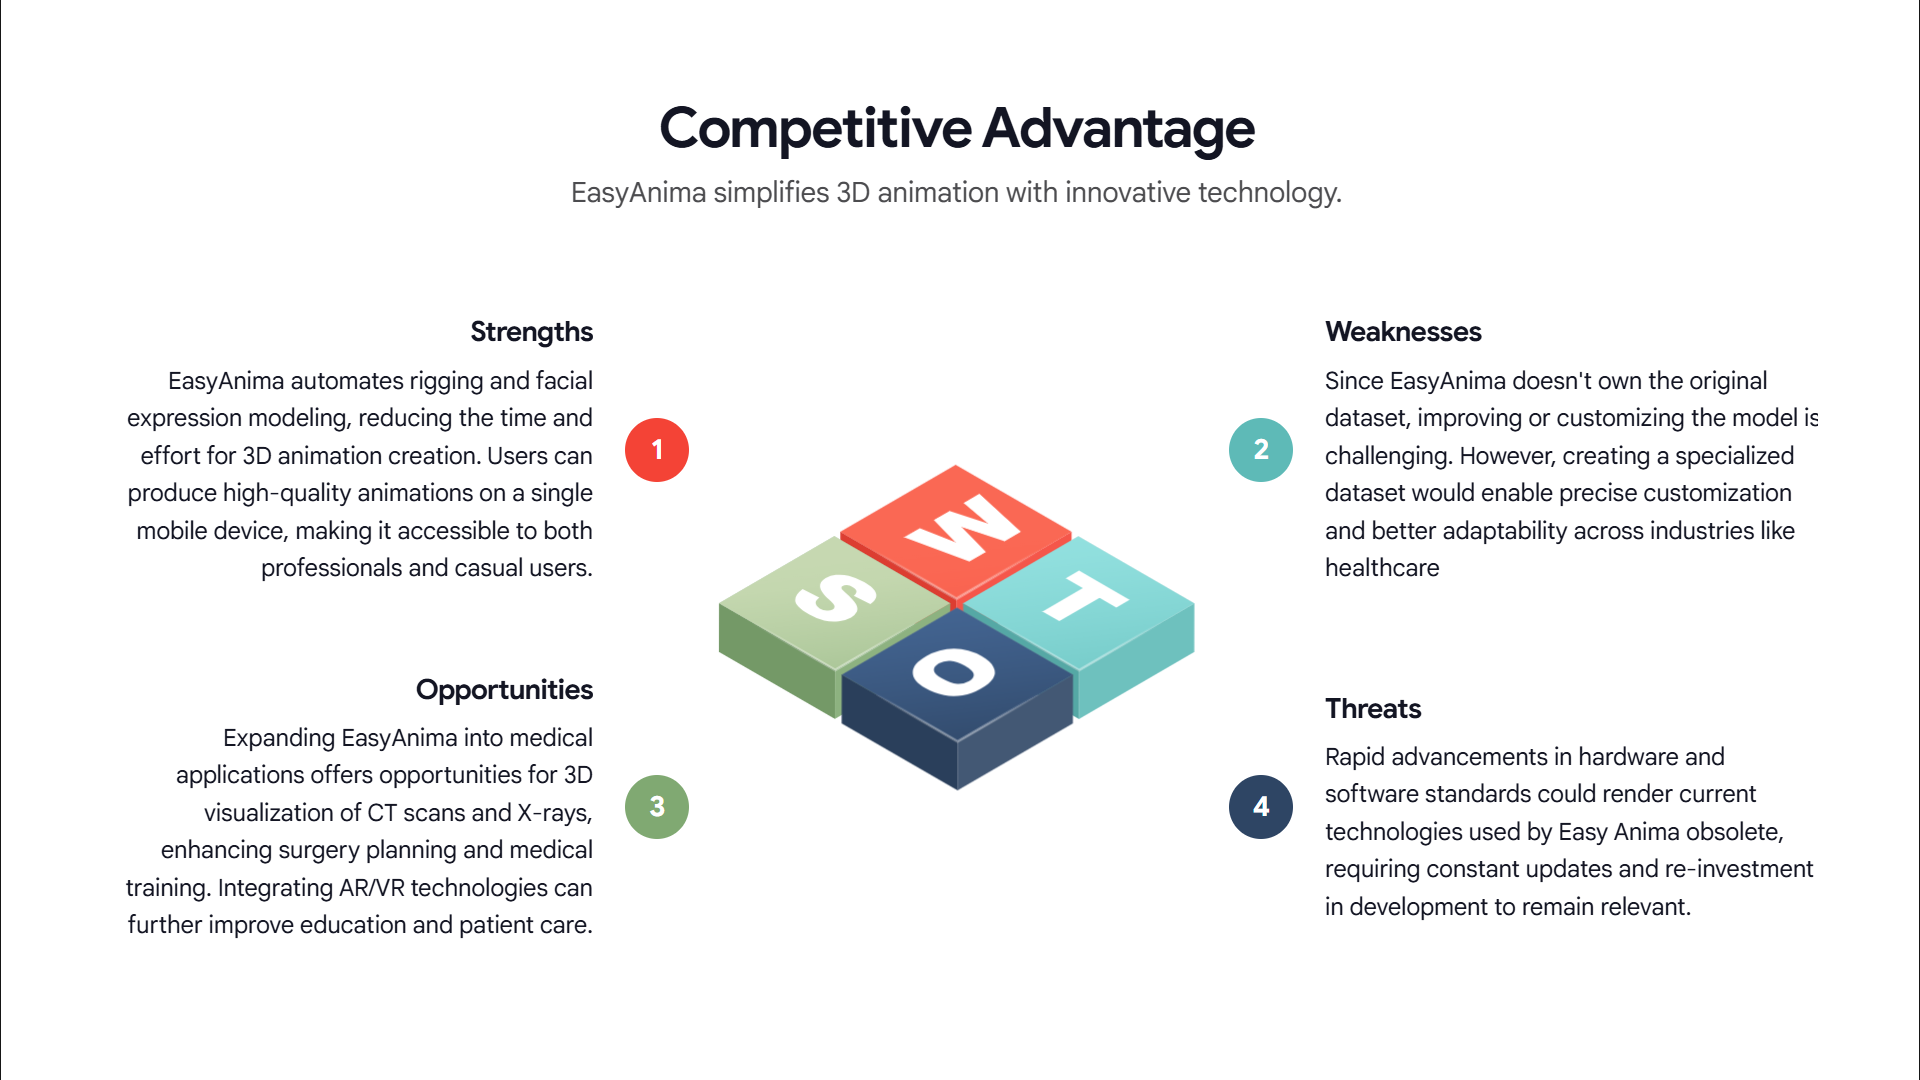 Competitive Advantage
EasyAnima simplifies 3D animation with innovative technology.
Strengths
EasyAnima automates rigging and facial
expression modeling, reducing the time and
effort for 3D animation creation. Users can
produce high-quality animations on a single
mobile device, making it accessible to both
professionals and casual users.
1
2
Weaknesses
Since EasyAnima doesn't own the original
dataset, improving or customizing the model is
challenging. However, creating a specialized
dataset would enable precise customization
and better adaptability across industries like
healthcare
W
S
T
O
Opportunities
Expanding EasyAnima into medical
applications offers opportunities for 3D
visualization of CT scans and X-rays,
enhancing surgery planning and medical
training. Integrating AR/VR technologies can
further improve education and patient care.
3
4
Threats
Rapid advancements in hardware and
software standards could render current
technologies used by Easy Anima obsolete,
requiring constant updates and re-investment
in development to remain relevant.